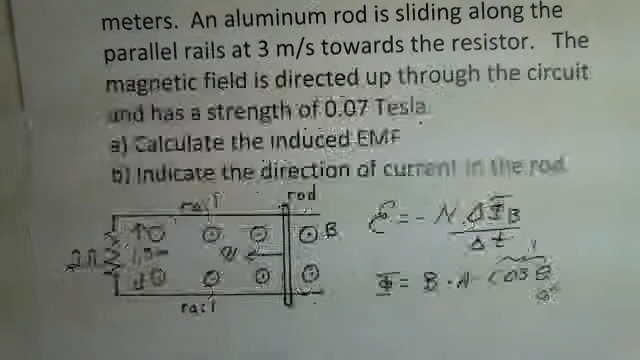 meters. An aluminum rod is sliding along the
parallel rails at 3 m/s towards the resistor. The
magnetic field is directed up through the circuit
and has a strength of 0.07 Tesla.
a) Calculate the induced EMF
b) Indicate the direction of current in the rod.
rail
rod
B
2Ω
rail
ℰ = - N · ΔΦB
Δt
Φ = B · A · cos θ